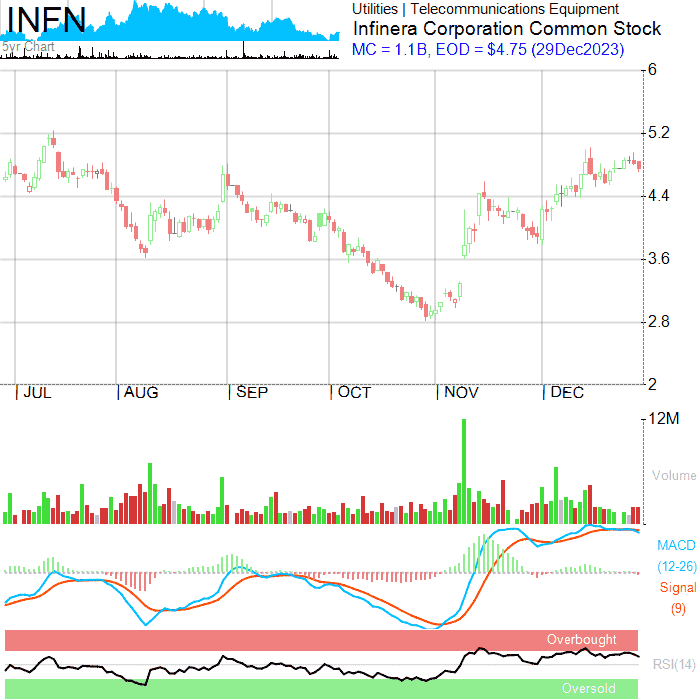 INFN
5yr Chart
Utilities | Telecommunications Equipment
Infinera Corporation Common Stock
MC = 1.1B, EOD = $4.75 (29Dec2023)
6
5.2
4.4
3.6
2.8
2
JUL
AUG
SEP
OCT
NOV
DEC
12M
Volume
MACD
(12-26)
Signal
(9)
Overbought
RSI(14)
Oversold